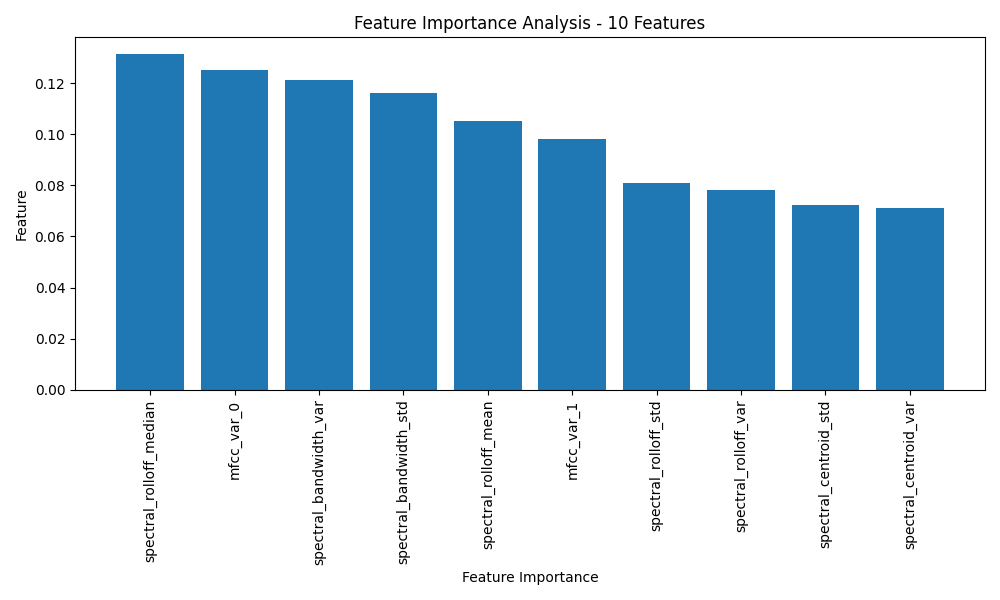 Feature Importance Analysis - 10 Features
Feature
0.12
0.10
0.08
0.06
0.04
0.02
0.00
spectral_rolloff_median
mfcc_var_0
spectral_bandwidth_var
spectral_bandwidth_std
spectral_rolloff_mean
mfcc_var_1
spectral_rolloff_std
spectral_rolloff_var
spectral_centroid_std
spectral_centroid_var
Feature Importance